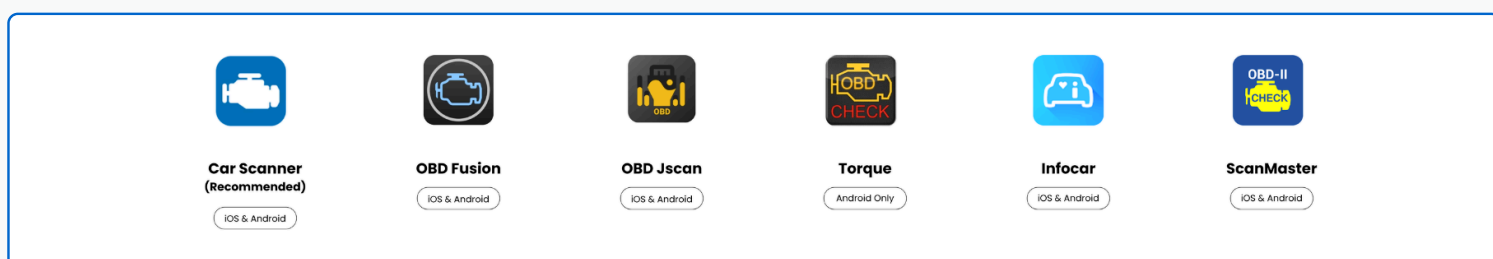 OBD
OBD
CHECK
OBD-II
CHECK
Car Scanner
(Recommended)
iOS & Android
OBD Fusion
iOS & Android
OBD Jscan
iOS & Android
Torque
Android Only
Infocar
iOS & Android
ScanMaster
iOS & Android